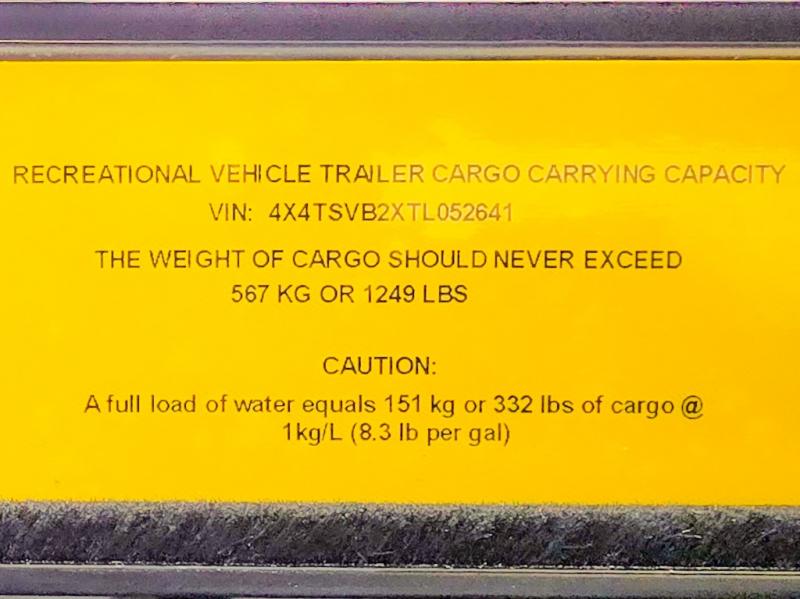 RECREATIONAL VEHICLE TRAILER CARGO CARRYING CAPACITY
VIN: 4X4TSVB2XTL052641
THE WEIGHT OF CARGO SHOULD NEVER EXCEED
567 KG OR 1249 LBS
CAUTION:
A full load of water equals 151 kg or 332 lbs of cargo @
1kg/L (8.3 lb per gal)